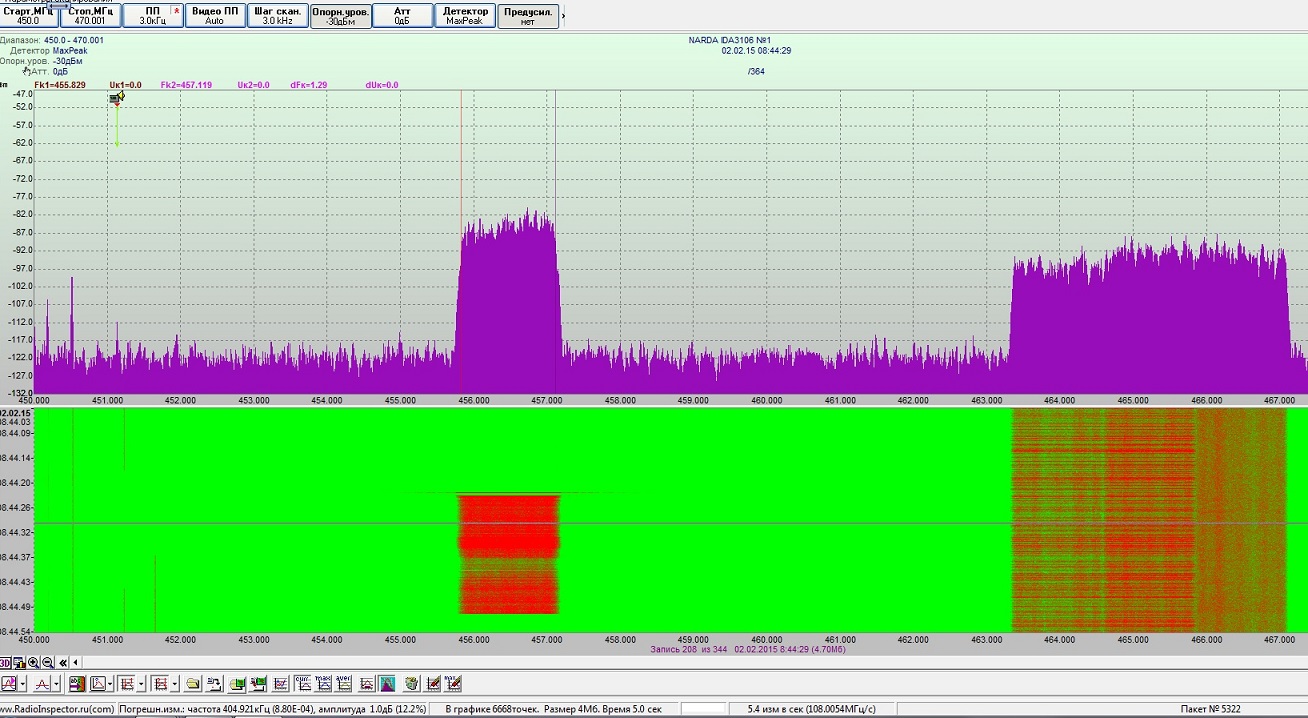 Старт,МГц Стоп,МГц ПП Видео ПП Шаг скан. Опорн.уров. Атт Детектор Предусил.
450.0 470.001 3.0кГц Auto 3.0 kHz -30дБм 0дБ MaxPeak нет
Диапазон: 450.0 - 470.001
Детектор MaxPeak
Опорн.уров. -30дБм
Атт. 0дБ
NARDA IDA3106 №1
02.02.15 08:44:29
/364
Fк1=455.829 Uк1=0.0 Fк2=457.119 Uк2=0.0 dFк=1.29 dUк=0.0
-47.0
-52.0
-57.0
-62.0
-67.0
-72.0
-77.0
-82.0
-87.0
-92.0
-97.0
-102.0
-107.0
-112.0
-117.0
-122.0
-127.0
-132.0
450.000 451.000 452.000 453.000 454.000 455.000 456.000 457.000 458.000 459.000 460.000 461.000 462.000 463.000 464.000 465.000 466.000 467.000
02.02.15
08.44.03
08.44.09
08.44.14
08.44.20
08.44.26
08.44.32
08.44.37
08.44.43
08.44.49
08.44.54
450.000 451.000 452.000 453.000 454.000 455.000 456.000 457.000 458.000 459.000 460.000 461.000 462.000 463.000 464.000 465.000 466.000 467.000
Запись 208 из 344 02.02.2015 8:44:29 (4.70Мб)
3D
ww.RadioInspector.ru(com) Погрешн.изм.: частота 404.921кГц (8.80E-04), амплитуда 1.0дБ (12.2%) В графике 6668точек. Размер 4Мб. Время 5.0 сек 5.4 изм в сек (108.0054МГц/с) Пакет № 5322